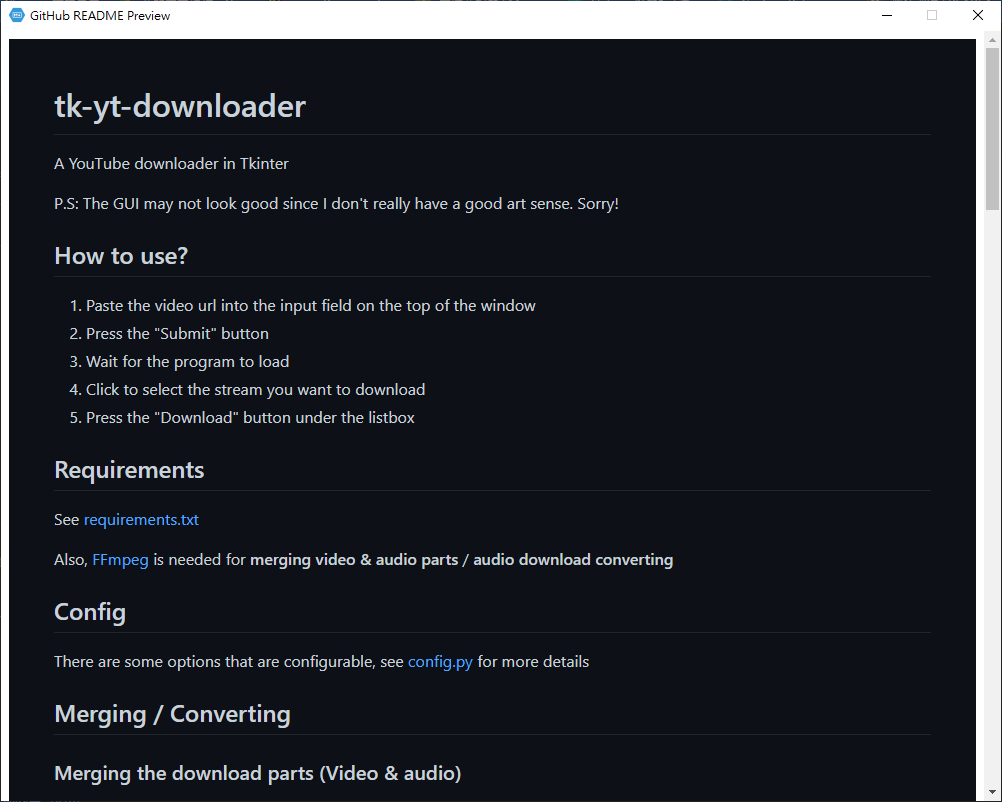 GitHub README Preview
tk-yt-downloader
A YouTube downloader in Tkinter
P.S: The GUI may not look good since I don't really have a good art sense. Sorry!
How to use?
1. Paste the video url into the input field on the top of the window
2. Press the "Submit" button
3. Wait for the program to load
4. Click to select the stream you want to download
5. Press the "Download" button under the listbox
Requirements
See requirements.txt
Also, FFmpeg is needed for merging video & audio parts / audio download converting
Config
There are some options that are configurable, see config.py for more details
Merging / Converting
Merging the download parts (Video & audio)